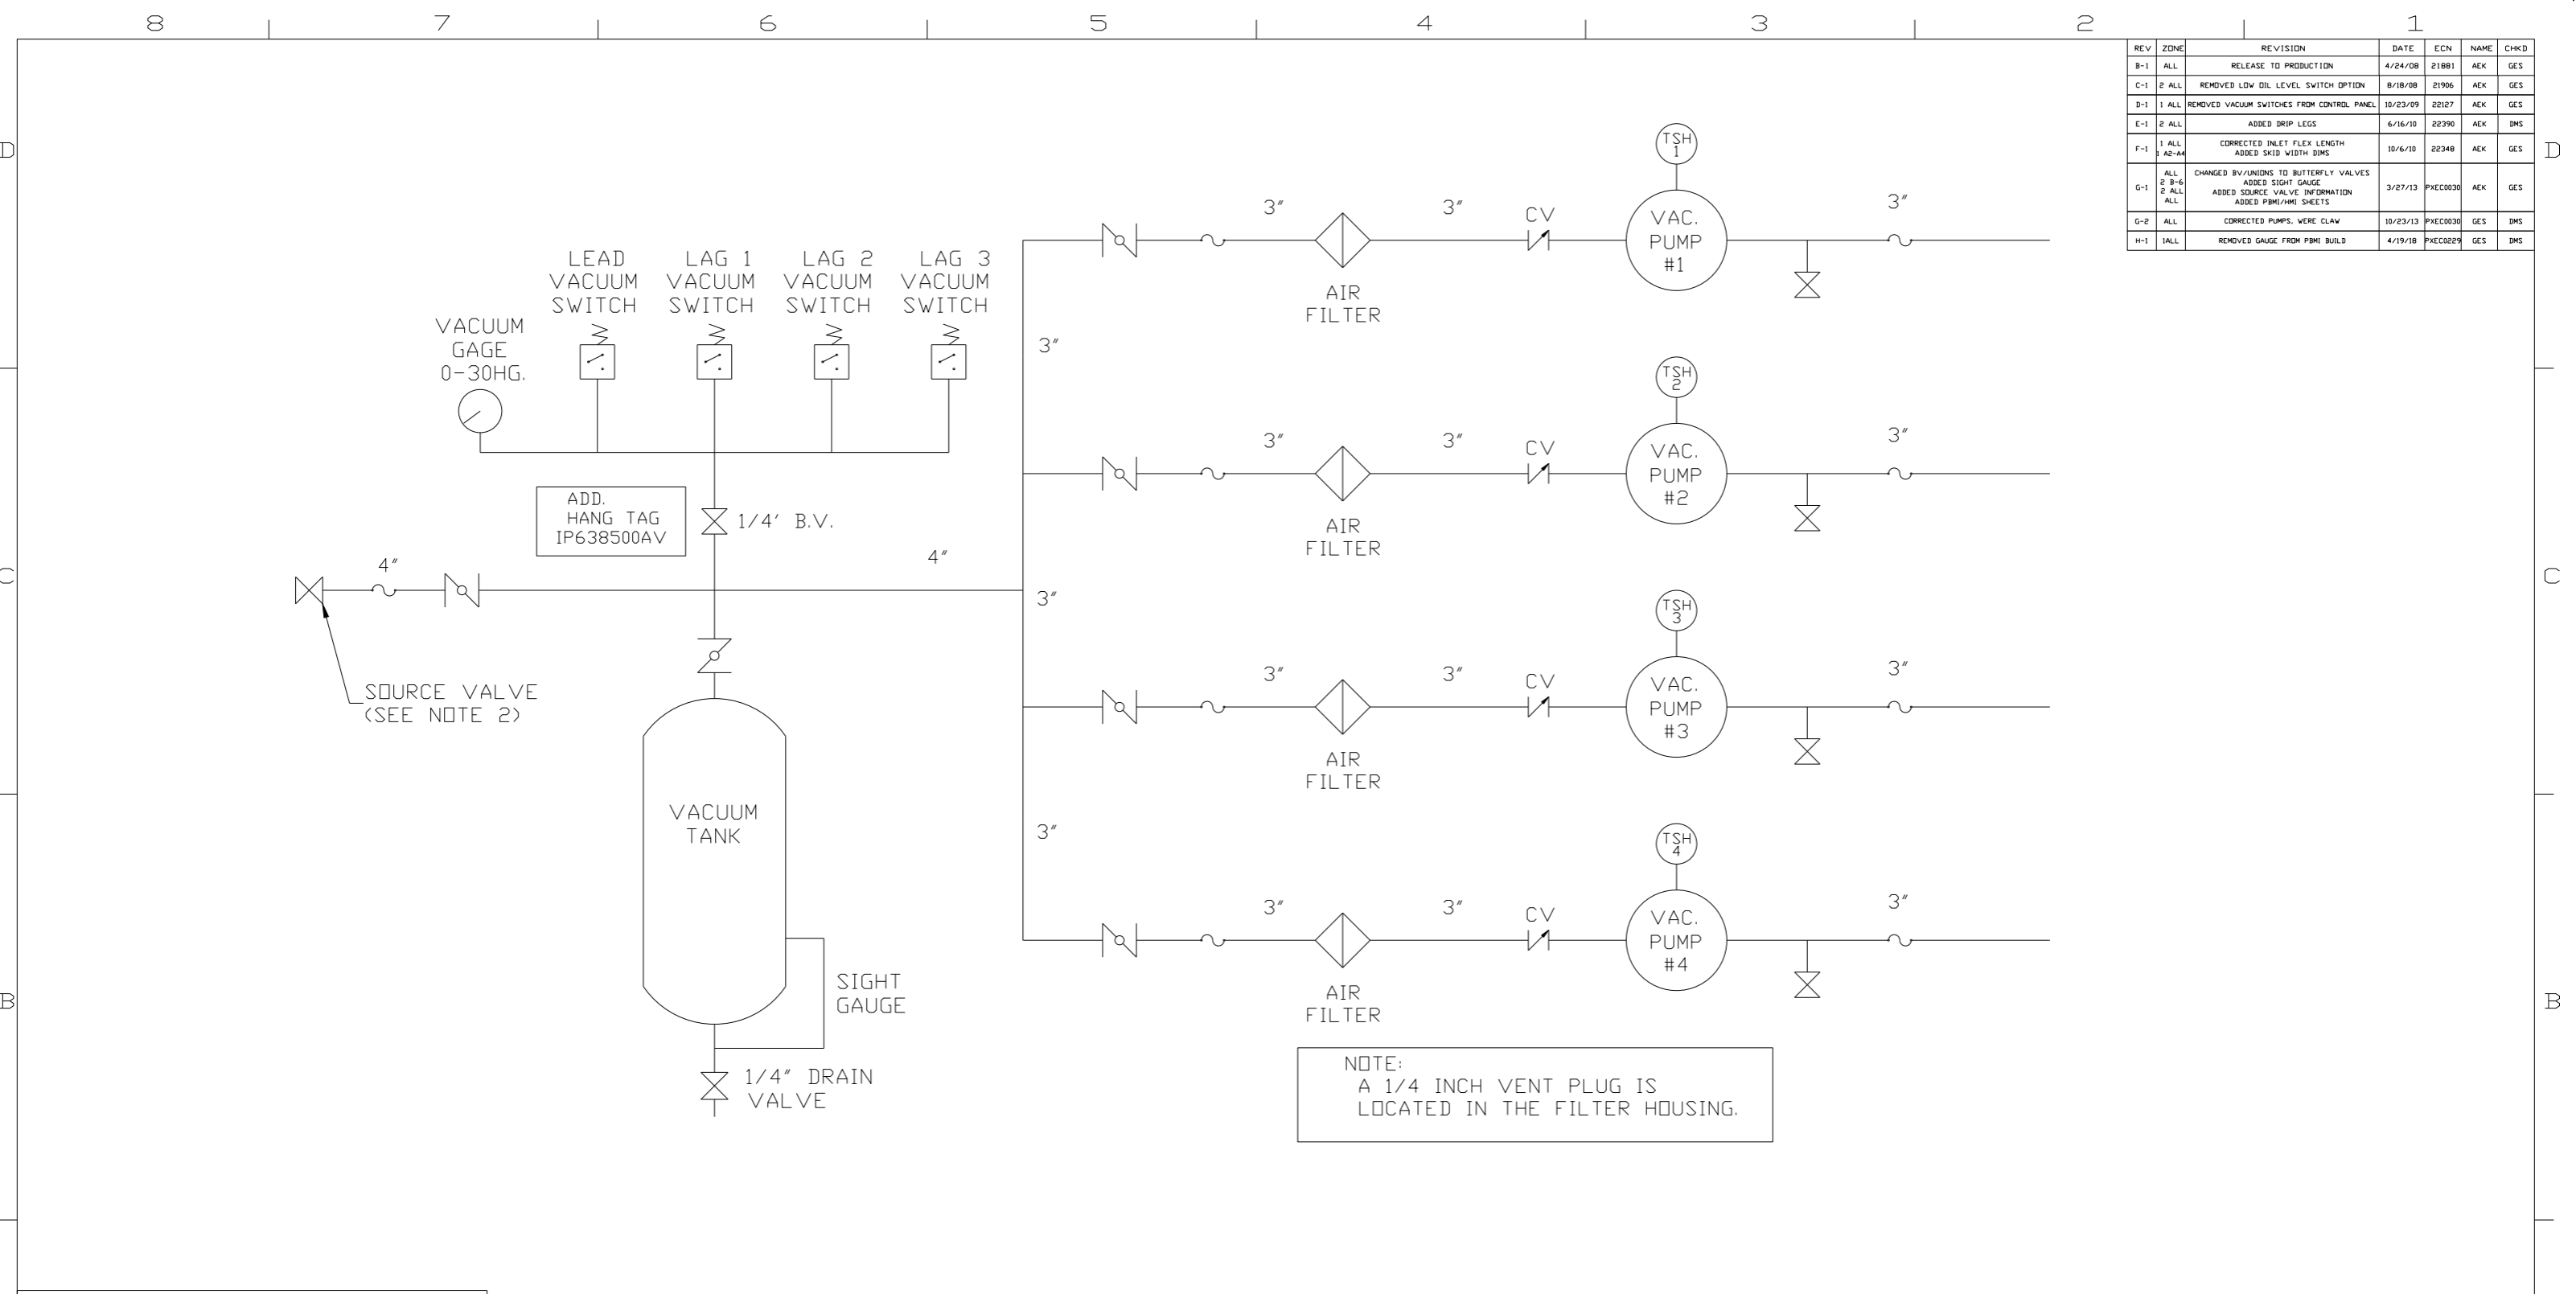 8 7 6 5 4 3 2 1
REV ZONE REVISION DATE ECN NAME CHKD
B-1 ALL RELEASE TO PRODUCTION 4/24/08 21881 AEK GES
C-1 2 ALL REMOVED LOW OIL LEVEL SWITCH OPTION 8/18/08 21906 AEK GES
D-1 1 ALL REMOVED VACUUM SWITCHES FROM CONTROL PANEL 10/23/09 22127 AEK GES
E-1 2 ALL ADDED DRIP LEGS 6/16/10 22390 AEK DMS
F-1 1 ALL CORRECTED INLET FLEX LENGTH 10/6/10 22348 AEK GES
1 A2-A4 ADDED SKID WIDTH DIMS
ALL CHANGED BV/UNIONS TO BUTTERFLY VALVES
2 B-6 ADDED SIGHT GAUGE
G-1 3/27/13 PXEC0030 AEK GES
2 ALL ADDED SOURCE VALVE INFORMATION
ALL ADDED PBMI/HMI SHEETS
G-2 ALL CORRECTED PUMPS, WERE CLAW 10/23/13 PXEC0030 GES DMS
H-1 1ALL REMOVED GAUGE FROM PBMI BUILD 4/19/18 PXEC0229 GES DMS
D D
TSH
1
3" 3" CV VAC. 3"
PUMP
#1
AIR
FILTER
LEAD
VACUUM
SWITCH
LAG 1
VACUUM
SWITCH
LAG 2
VACUUM
SWITCH
LAG 3
VACUUM
SWITCH
VACUUM
GAGE
0-30HG.
3"
TSH
2
3" 3" CV VAC. 3"
PUMP
#2
AIR
FILTER
ADD.
HANG TAG
IP638500AV
1/4' B.V.
4" 4"
C C
3"
SOURCE VALVE
(SEE NOTE 2)
TSH
3
3" 3" CV VAC. 3"
PUMP
#3
AIR
FILTER
VACUUM
TANK
3"
TSH
4
3" 3" CV VAC. 3"
PUMP
#4
AIR
FILTER
SIGHT
GAUGE
B B
1/4" DRAIN
VALVE
NOTE:
A 1/4 INCH VENT PLUG IS
LOCATED IN THE FILTER HOUSING.